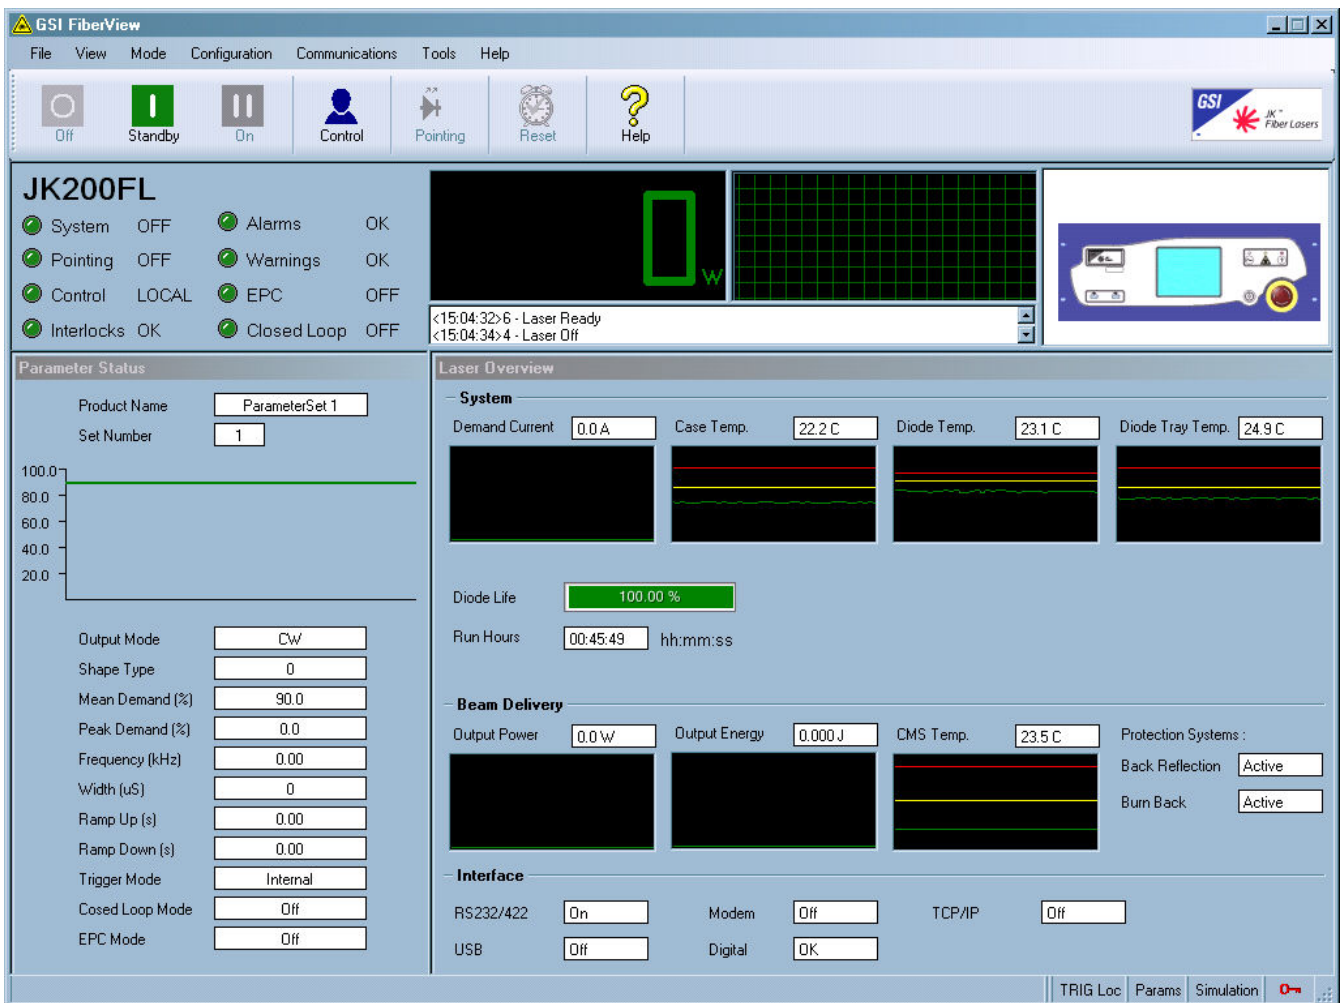 GSI FiberView
File View Mode Configuration Communications Tools Help
Off Standby On Control Pointing Reset Help
GSI JK™ Fiber Lasers
JK200FL
System OFF Alarms OK
Pointing OFF Warnings OK
Control LOCAL EPC OFF
Interlocks OK Closed Loop OFF
0 W
<15:04:32>6 - Laser Ready
<15:04:34>4 - Laser Off
Parameter Status
Product Name ParameterSet 1
Set Number 1
100.0
80.0
60.0
40.0
20.0
Output Mode CW
Shape Type 0
Mean Demand (%) 90.0
Peak Demand (%) 0.0
Frequency (kHz) 0.00
Width (uS) 0
Ramp Up (s) 0.00
Ramp Down (s) 0.00
Trigger Mode Internal
Cosed Loop Mode Off
EPC Mode Off
Laser Overview
System
Demand Current 0.0 A Case Temp. 22.2 C Diode Temp. 23.1 C Diode Tray Temp. 24.9 C
Diode Life 100.00 %
Run Hours 00:45:49 hh:mm:ss
Beam Delivery
Output Power 0.0 W Output Energy 0.000 J CMS Temp. 23.5 C Protection Systems :
Back Reflection Active
Burn Back Active
Interface
RS232/422 On Modem Off TCP/IP Off
USB Off Digital OK
TRIG Loc Params Simulation